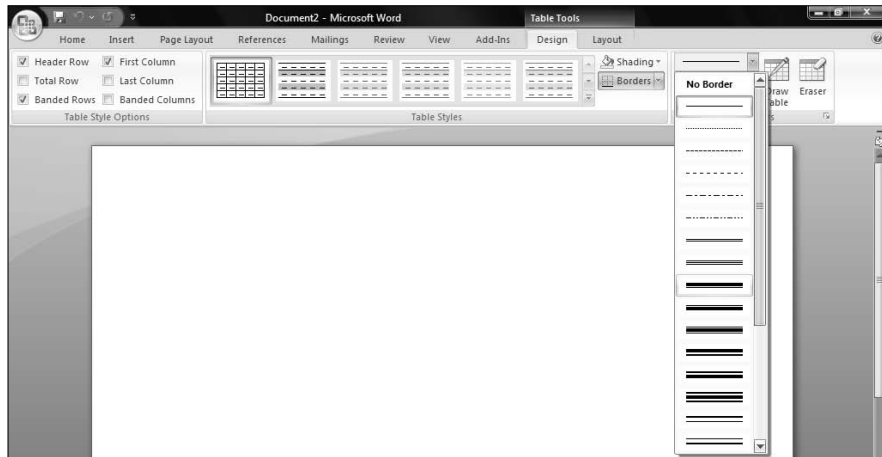 Document2 - Microsoft Word
Table Tools
Home Insert Page Layout References Mailings Review View Add-Ins Design Layout
Header Row First Column Shading
Total Row Last Column Borders
Banded Rows Banded Columns
Eraser
Table Style Options
Table Styles
No Border